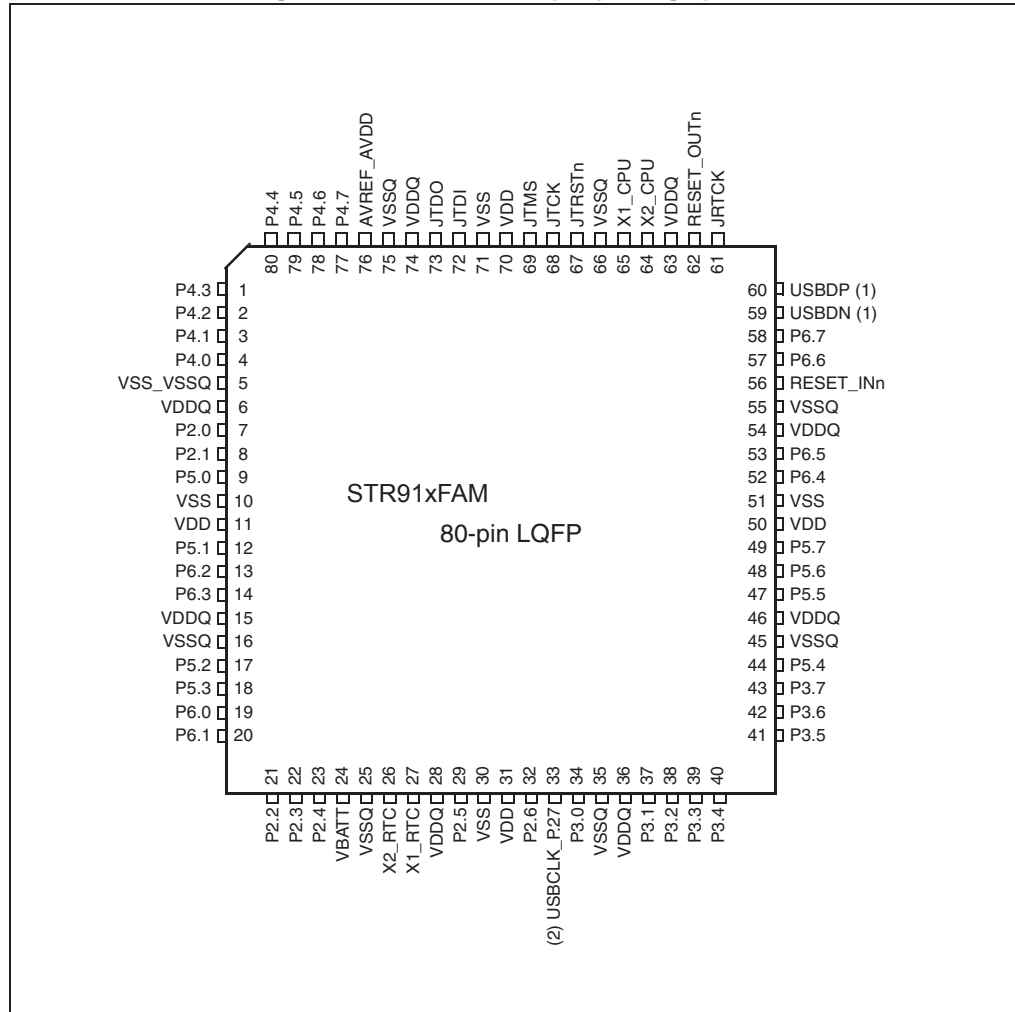 P4.4
P4.5
P4.6
P4.7
AVREF_AVDD
VSSQ
VDDQ
JTDO
JTDI
VSS
VDD
JTMS
JTCK
JTRSTn
VSSQ
X1_CPU
X2_CPU
VDDQ
RESET_OUTn
JRTCK
80
79
78
77
76
75
74
73
72
71
70
69
68
67
66
65
64
63
62
61
P4.3 1
P4.2 2
P4.1 3
P4.0 4
VSS_VSSQ 5
VDDQ 6
P2.0 7
P2.1 8
P5.0 9
VSS 10
VDD 11
P5.1 12
P6.2 13
P6.3 14
VDDQ 15
VSSQ 16
P5.2 17
P5.3 18
P6.0 19
P6.1 20
STR91xFAM
80-pin LQFP
60 USBDP (1)
59 USBDN (1)
58 P6.7
57 P6.6
56 RESET_INn
55 VSSQ
54 VDDQ
53 P6.5
52 P6.4
51 VSS
50 VDD
49 P5.7
48 P5.6
47 P5.5
46 VDDQ
45 VSSQ
44 P5.4
43 P3.7
42 P3.6
41 P3.5
21
22
23
24
25
26
27
28
29
30
31
32
33
34
35
36
37
38
39
40
P2.2
P2.3
P2.4
VBATT
VSSQ
X2_RTC
X1_RTC
VDDQ
P2.5
VSS
VDD
P2.6
(2) USBCLK_P27
P3.0
VSSQ
VDDQ
P3.1
P3.2
P3.3
P3.4